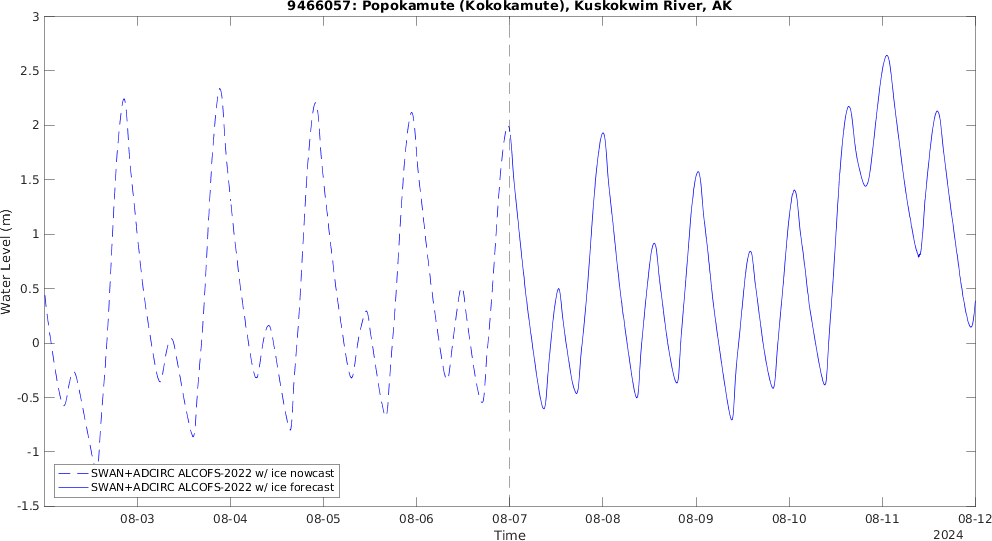 9466057: Popokamute (Kokokamute), Kuskokwim River, AK
3
2.5
2
1.5
1
0.5
0
-0.5
-1
-1.5
Water Level (m)
SWAN+ADCIRC ALCOFS-2022 w/ ice nowcast
SWAN+ADCIRC ALCOFS-2022 w/ ice forecast
08-03 08-04 08-05 08-06 08-07 08-08 08-09 08-10 08-11 08-12
Time
2024